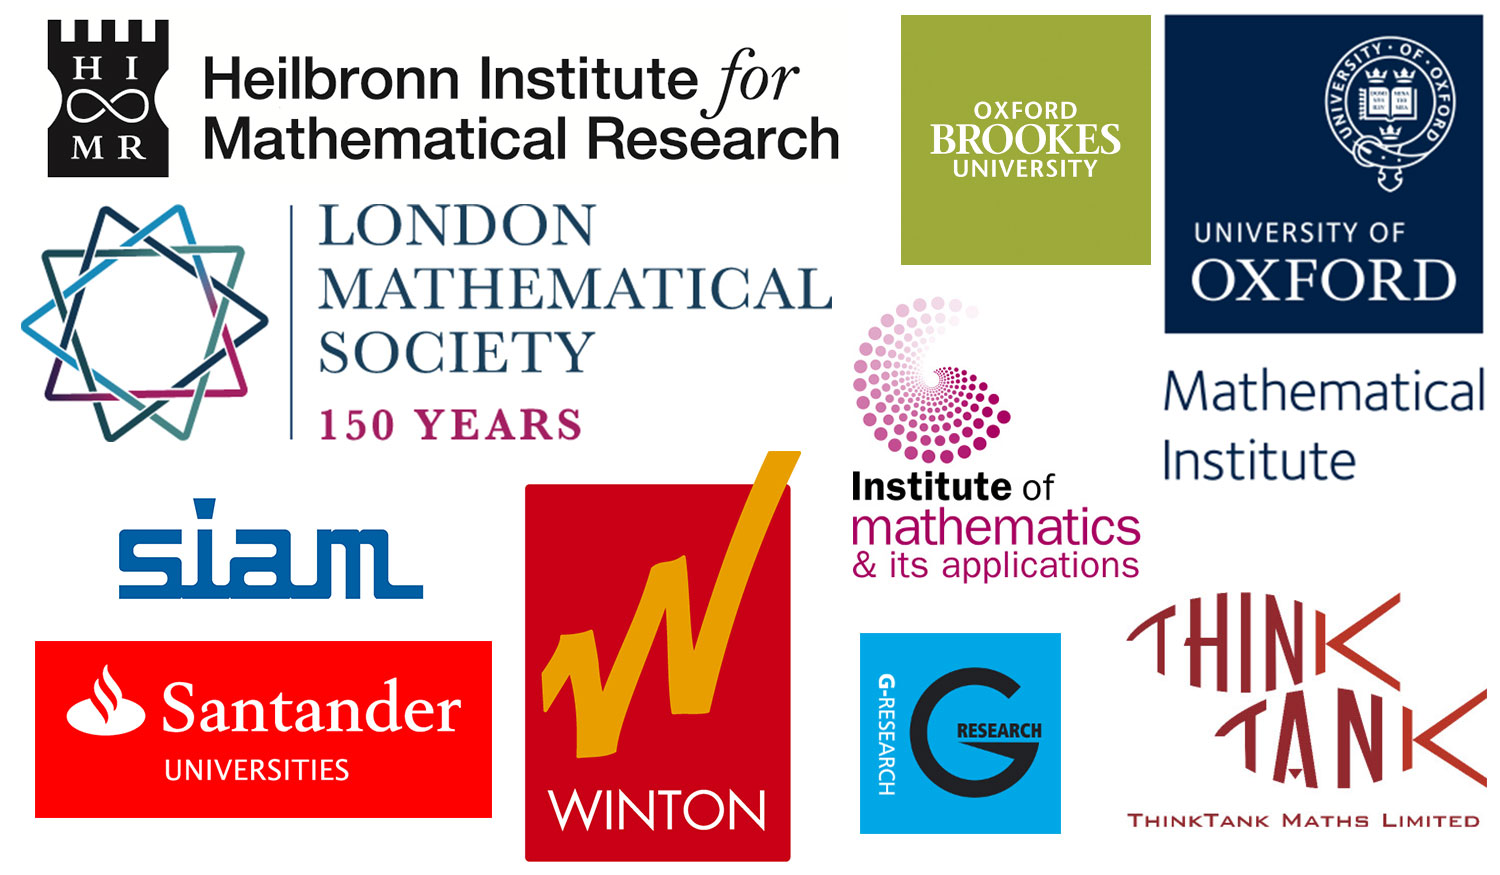 H I
M R
Heilbronn Institute for
Mathematical Research
OXFORD
BROOKES
UNIVERSITY
UNIVERSITY · OF · OXFORD
UNIVERSITY OF
OXFORD
Mathematical
Institute
LONDON
MATHEMATICAL
SOCIETY
150 YEARS
Institute of
mathematics
& its applications
siam
Santander
UNIVERSITIES
WINTON
G-RESEARCH
G
RESEARCH
THINK
TANK
THINKTANK MATHS LIMITED